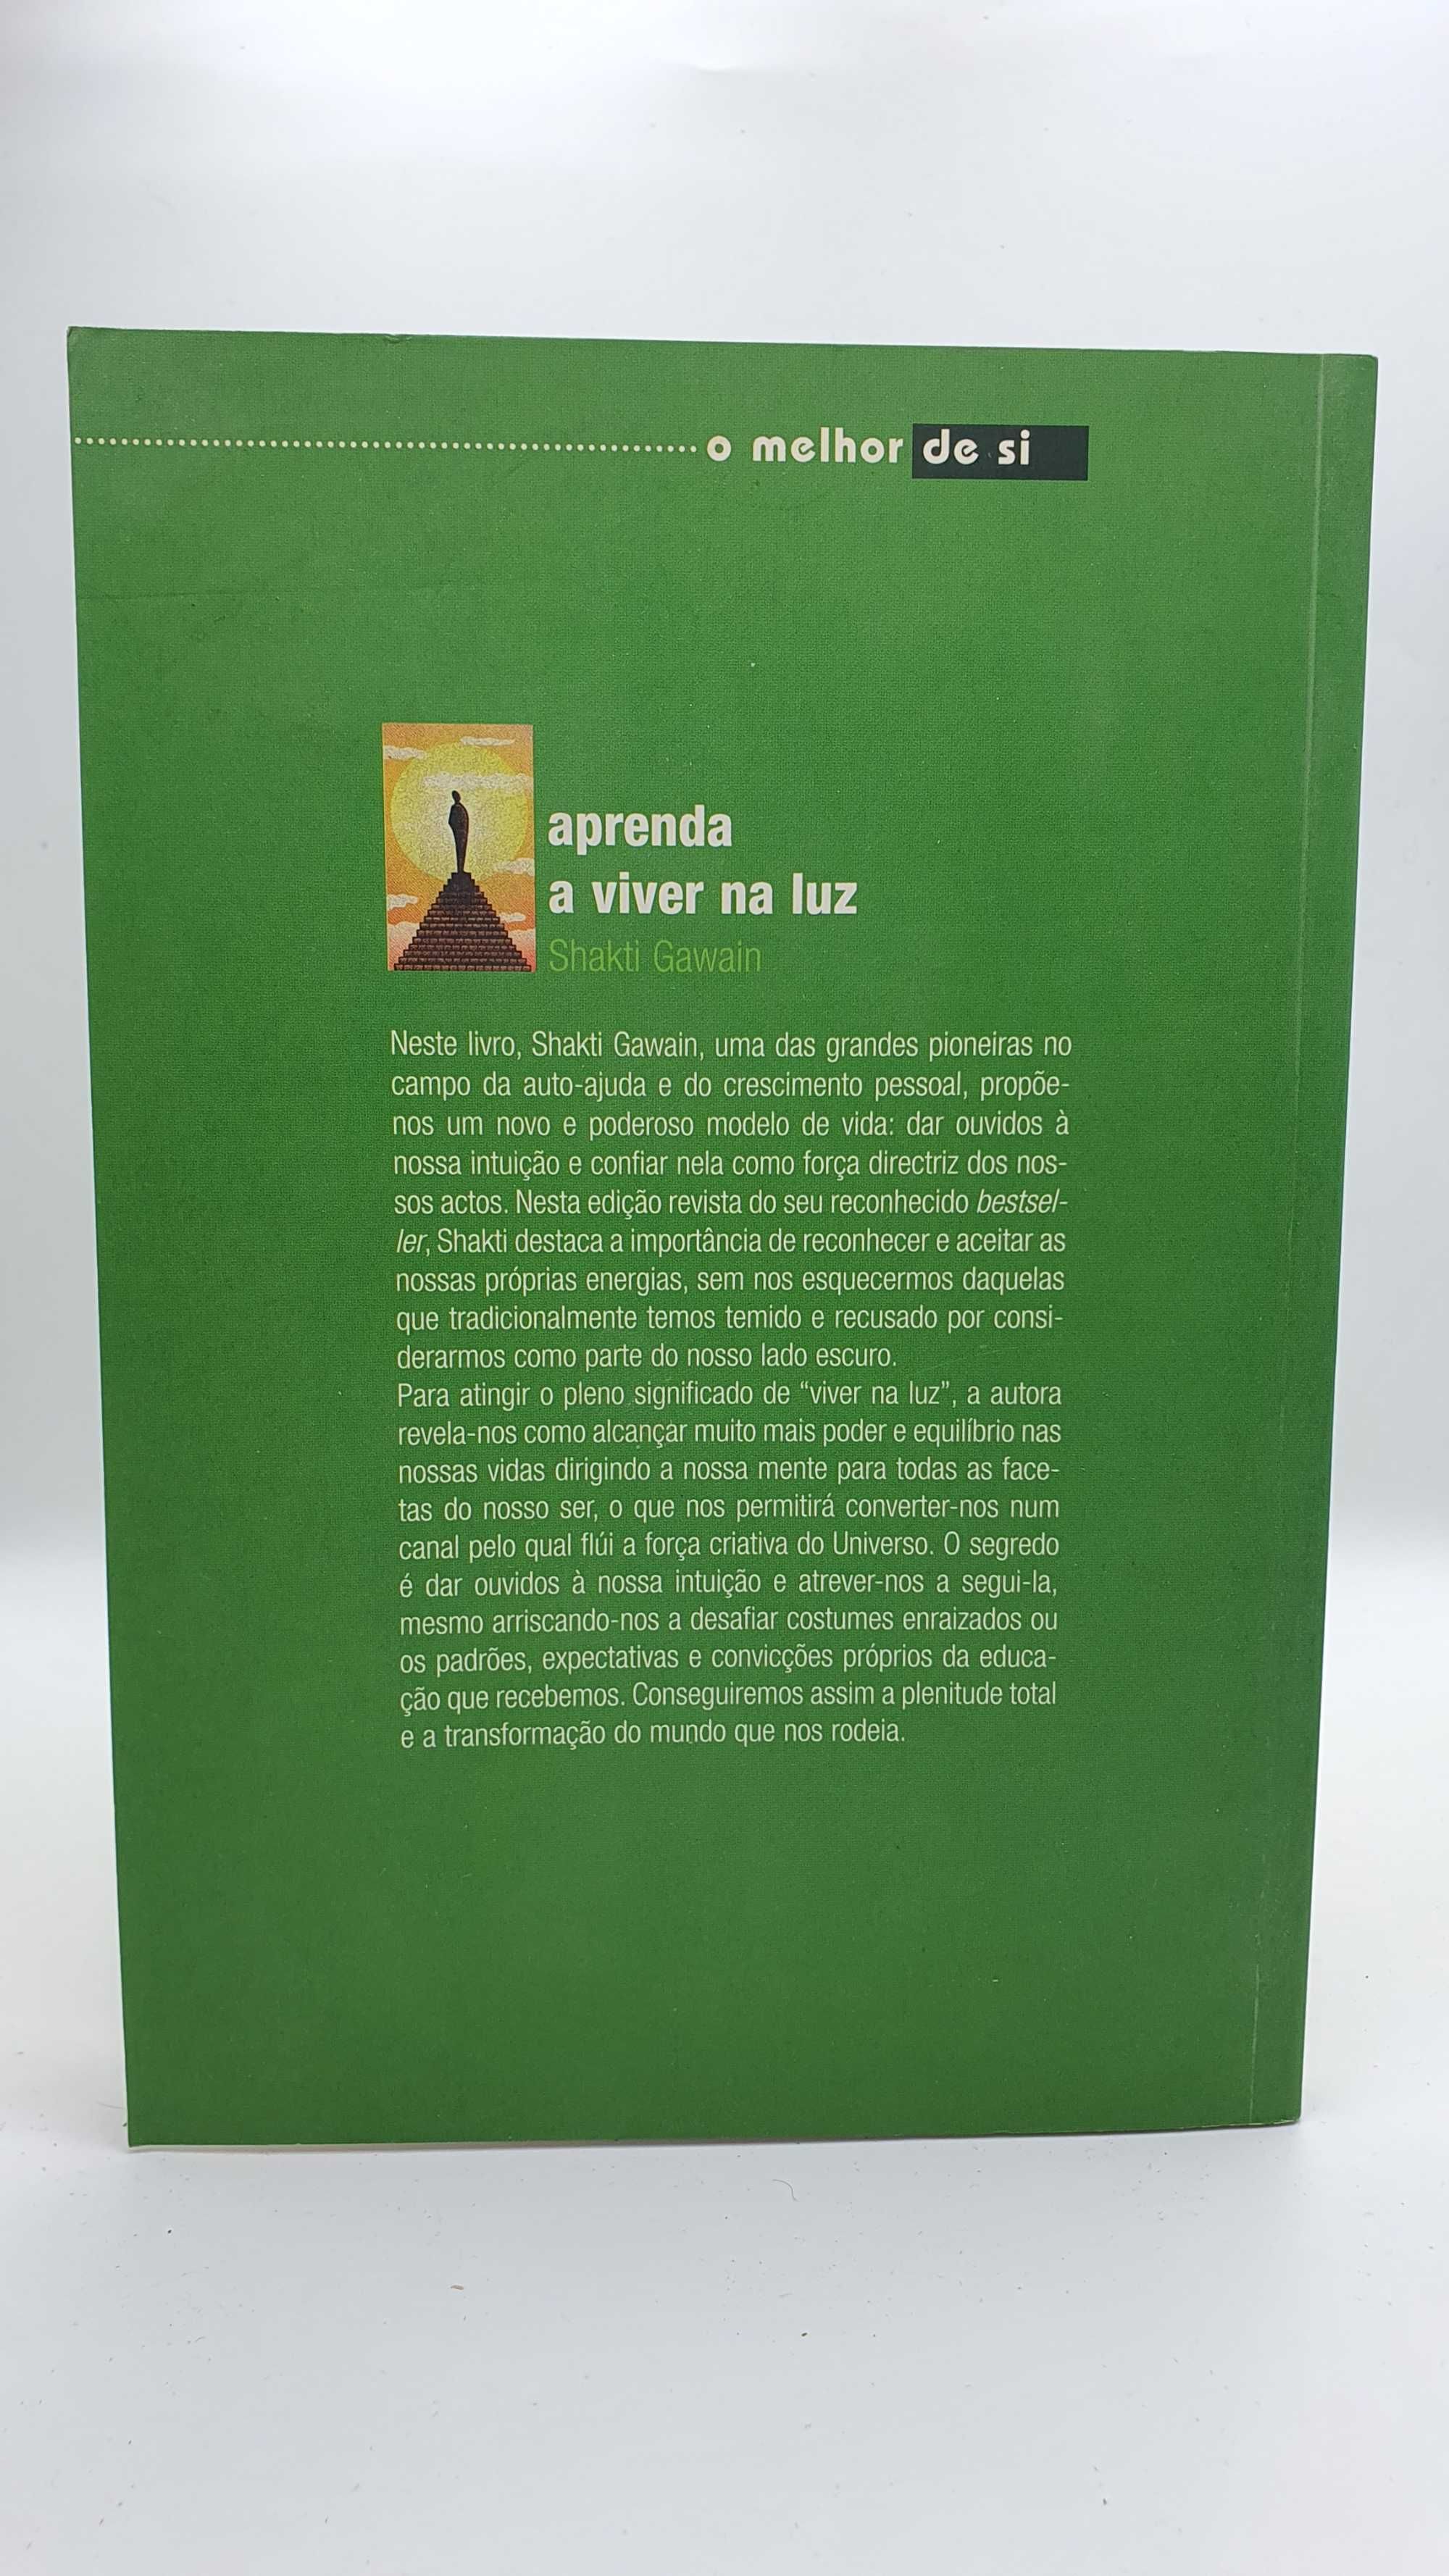 o melhor de si
aprenda
a viver na luz
Shakti Gawain
Neste livro, Shakti Gawain, uma das grandes pioneiras no
campo da auto-ajuda e do crescimento pessoal, propõe-
nos um novo e poderoso modelo de vida: dar ouvidos à
nossa intuição e confiar nela como força directriz dos nos-
sos actos. Nesta edição revista do seu reconhecido bestsel-
ler, Shakti destaca a importância de reconhecer e aceitar as
nossas próprias energias, sem nos esquecermos daquelas
que tradicionalmente temos temido e recusado por consi-
derarmos como parte do nosso lado escuro.
Para atingir o pleno significado de “viver na luz”, a autora
revela-nos como alcançar muito mais poder e equilíbrio nas
nossas vidas dirigindo a nossa mente para todas as face-
tas do nosso ser, o que nos permitirá converter-nos num
canal pelo qual flúi a força criativa do Universo. O segredo
é dar ouvidos à nossa intuição e atrever-nos a segui-la,
mesmo arriscando-nos a desafiar costumes enraizados ou
os padrões, expectativas e convicções próprios da educa-
ção que recebemos. Conseguiremos assim a plenitude total
e a transformação do mundo que nos rodeia.